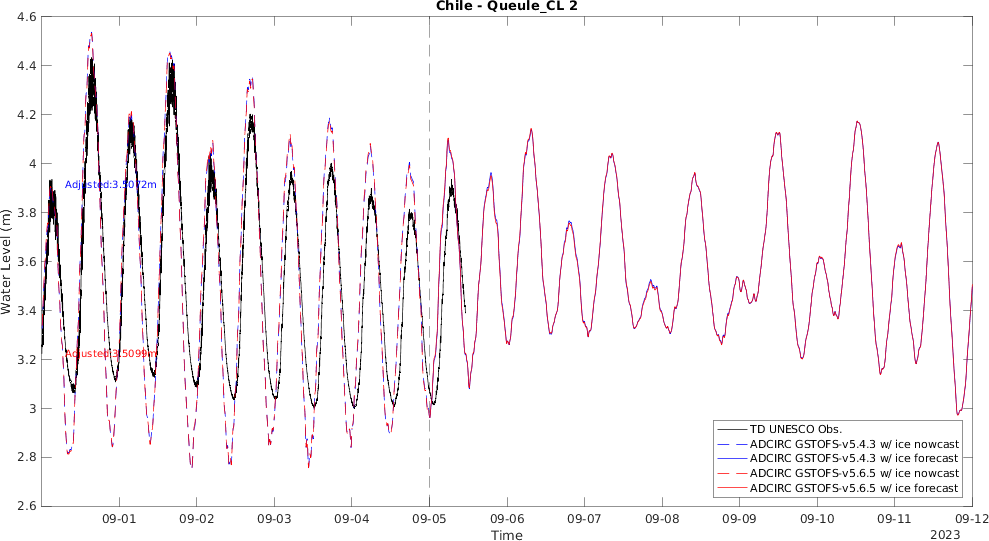 Chile - Queule_CL 2
4.6
4.4
4.2
4
3.8
3.6
3.4
3.2
3
2.8
2.6
Water Level (m)
Adjusted:3.5072m
Adjusted:3.5099m
TD UNESCO Obs.
ADCIRC GSTOFS-v5.4.3 w/ ice nowcast
ADCIRC GSTOFS-v5.4.3 w/ ice forecast
ADCIRC GSTOFS-v5.6.5 w/ ice nowcast
ADCIRC GSTOFS-v5.6.5 w/ ice forecast
09-01 09-02 09-03 09-04 09-05 09-06 09-07 09-08 09-09 09-10 09-11 09-12
Time
2023